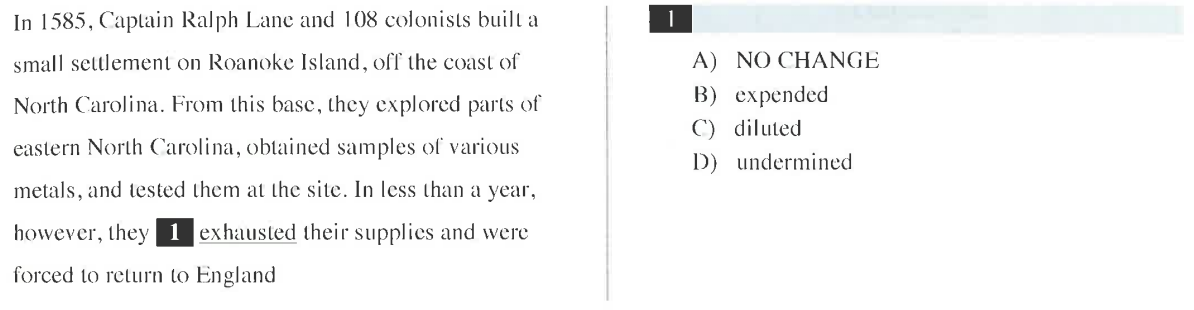 In 1585, Captain Ralph Lane and 108 colonists built a
small settlement on Roanoke Island, off the coast of
North Carolina. From this base, they explored parts of
eastern North Carolina, obtained samples of various
metals, and tested them at the site. In less than a year,
however, they 1 exhausted their supplies and were
forced to return to England
1
A) NO CHANGE
B) expended
C) diluted
D) undermined